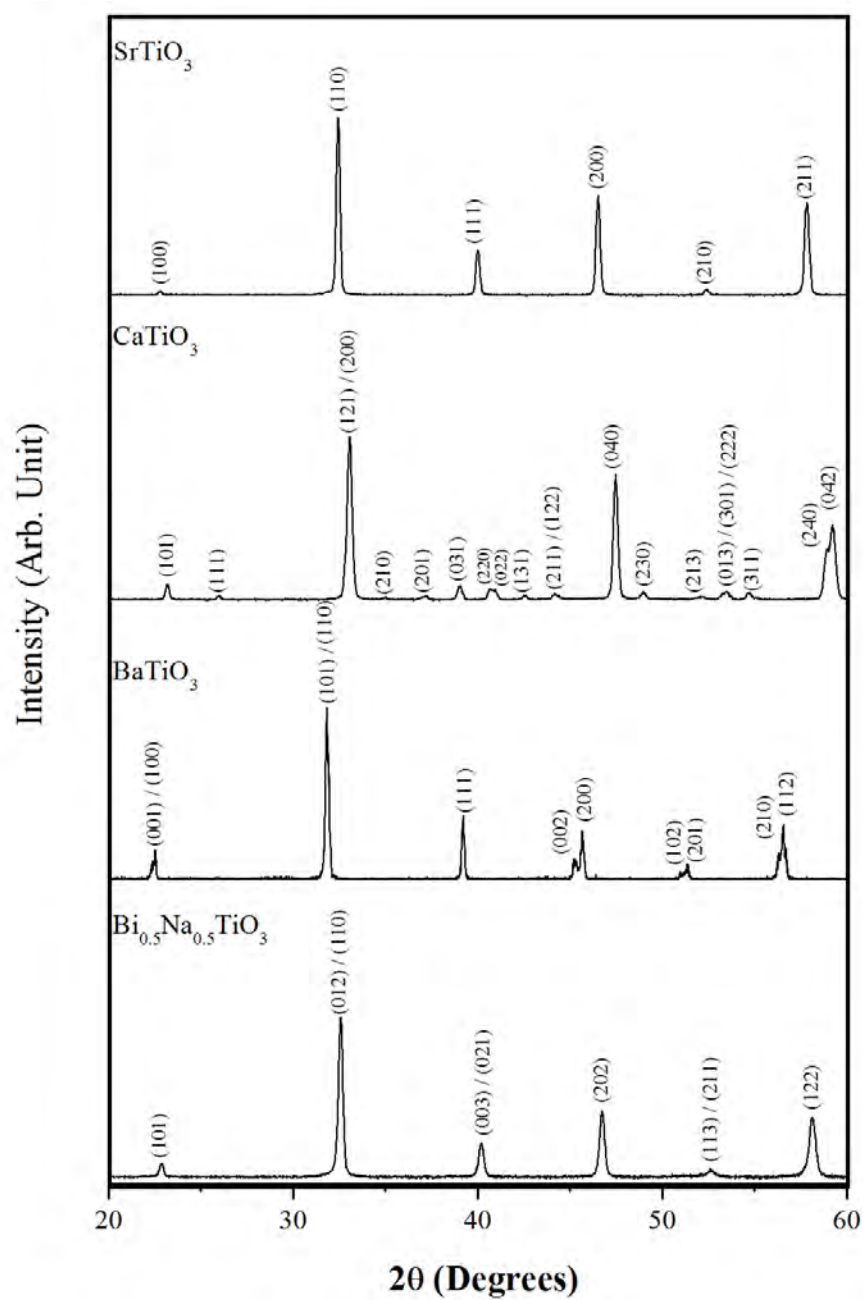 SrTiO3
(100)
(110)
(111)
(200)
(210)
(211)
CaTiO3
(101)
(111)
(121) / (200)
(210)
(201)
(031)
(220)
(022)
(131)
(211) / (122)
(040)
(230)
(213)
(013) / (301) / (222)
(311)
(240)
(042)
BaTiO3
(001) / (100)
(101) / (110)
(111)
(002)
(200)
(102)
(201)
(210)
(112)
Bi0.5Na0.5TiO3
(101)
(012) / (110)
(003) / (021)
(202)
(113) / (211)
(122)
Intensity (Arb. Unit)
20 30 40 50 60
2θ (Degrees)